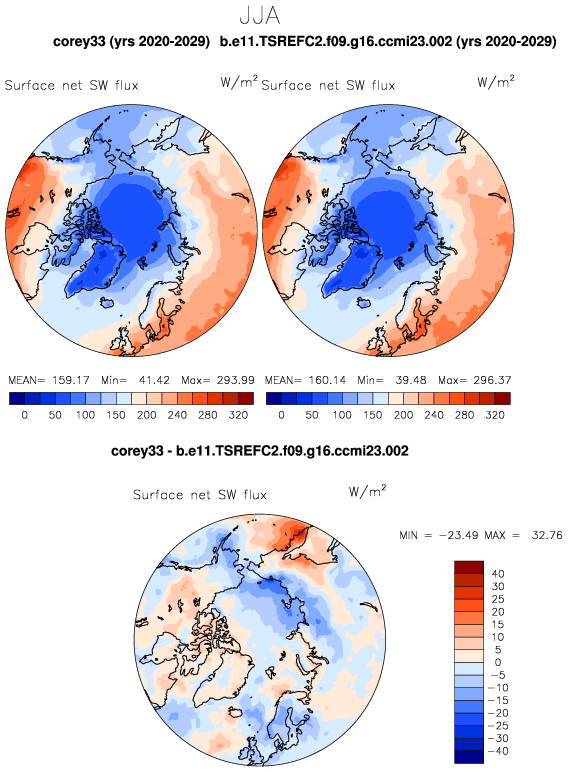 JJA
corey33 (yrs 2020-2029) b.e11.TSREFC2.f09.g16.ccmi23.002 (yrs 2020-2029)
Surface net SW flux W/m² Surface net SW flux W/m²
MEAN= 159.17 Min= 41.42 Max= 293.99 MEAN= 160.14 Min= 39.48 Max= 296.37
0 50 100 150 200 240 280 320 0 50 100 150 200 240 280 320
corey33 - b.e11.TSREFC2.f09.g16.ccmi23.002
Surface net SW flux W/m²
MIN = -23.49 MAX = 32.76
40
30
25
20
15
10
5
0
-5
-10
-15
-20
-25
-30
-40